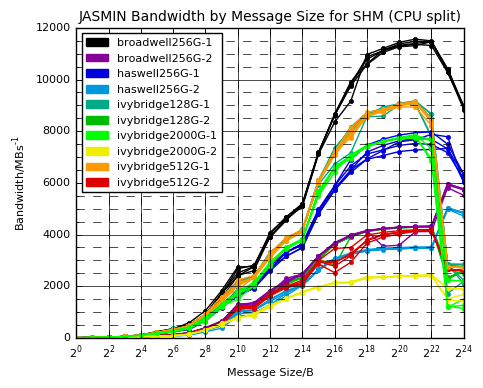 JASMIN Bandwidth by Message Size for SHM (CPU split)
12000
10000
8000
6000
4000
2000
0
Bandwidth/MBs⁻¹
broadwell256G-1
broadwell256G-2
haswell256G-1
haswell256G-2
ivybridge128G-1
ivybridge128G-2
ivybridge2000G-1
ivybridge2000G-2
ivybridge512G-1
ivybridge512G-2
2⁰ 2² 2⁴ 2⁶ 2⁸ 2¹⁰ 2¹² 2¹⁴ 2¹⁶ 2¹⁸ 2²⁰ 2²² 2²⁴
Message Size/B